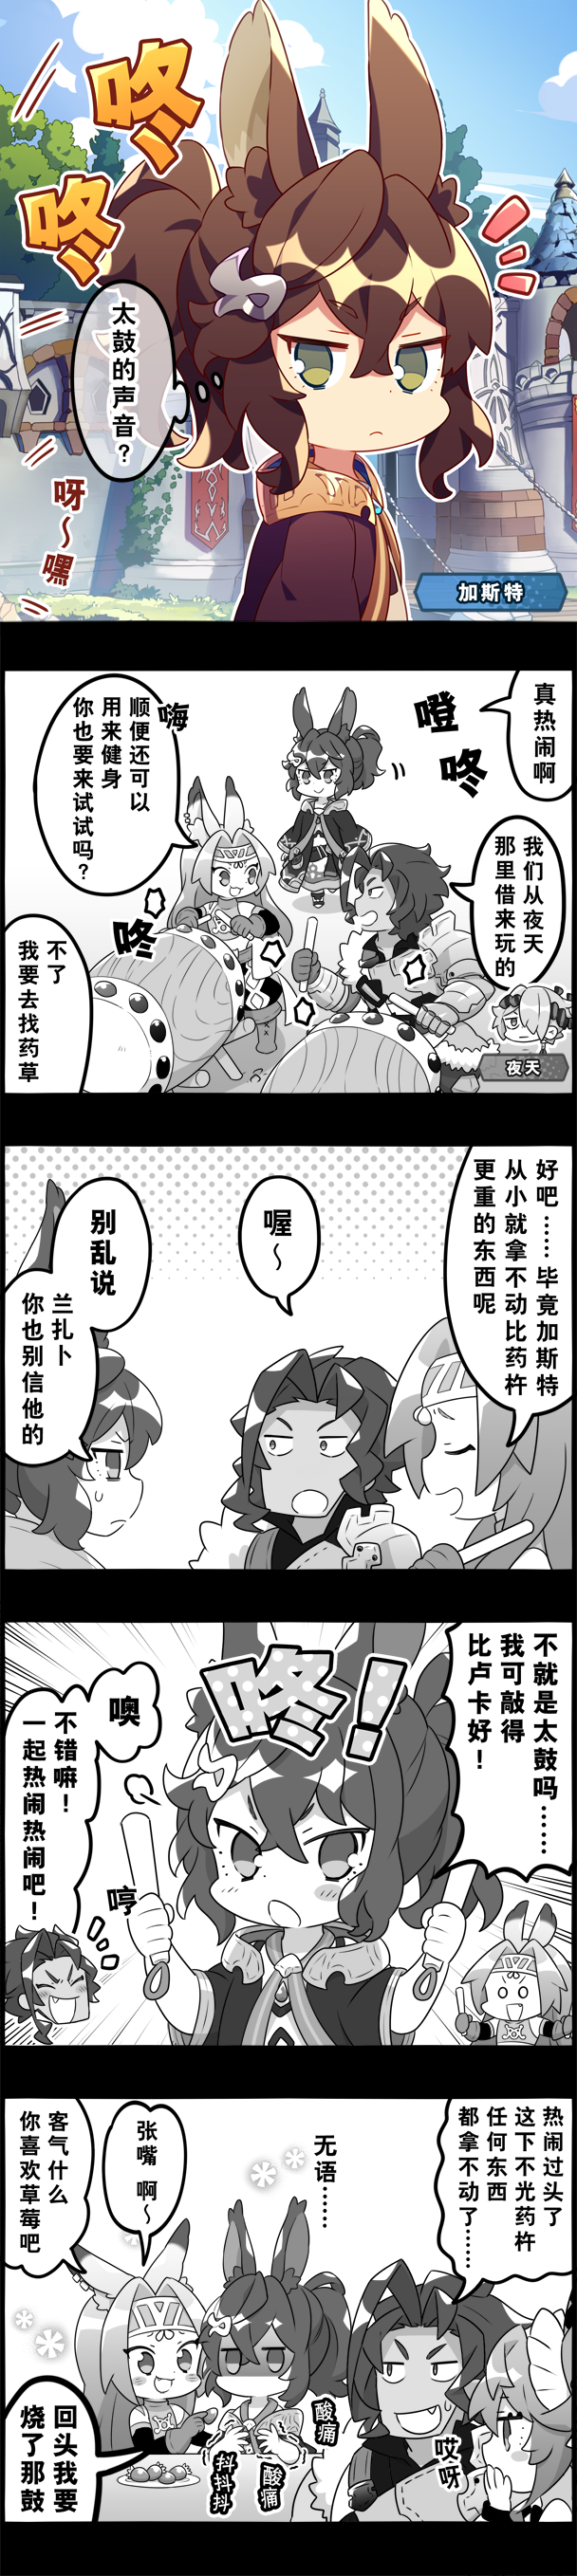 咚
咚
太鼓的声音？
呀～嘿
加斯特
真热闹啊
噔
咚
嗨
顺便还可以
用来健身
你也要来试试吗？
我们从夜天
那里借来玩的
咚
不了
我要去找药草
夜天
好吧……毕竟加斯特
从小就拿不动比药杵
更重的东西呢
喔～
别乱说
兰扎卜
你也别信他的
不就是太鼓吗……
我可敲得
比卢卡好！
咚！
噢
不错嘛！
一起热闹热闹吧！
哼
热闹过头了
这下不光药杵
任何东西
都拿不动了……
无语……
张嘴 啊～
客气什么
你喜欢草莓吧
回头我要
烧了那鼓
酸痛
酸痛
抖抖抖
哎呀